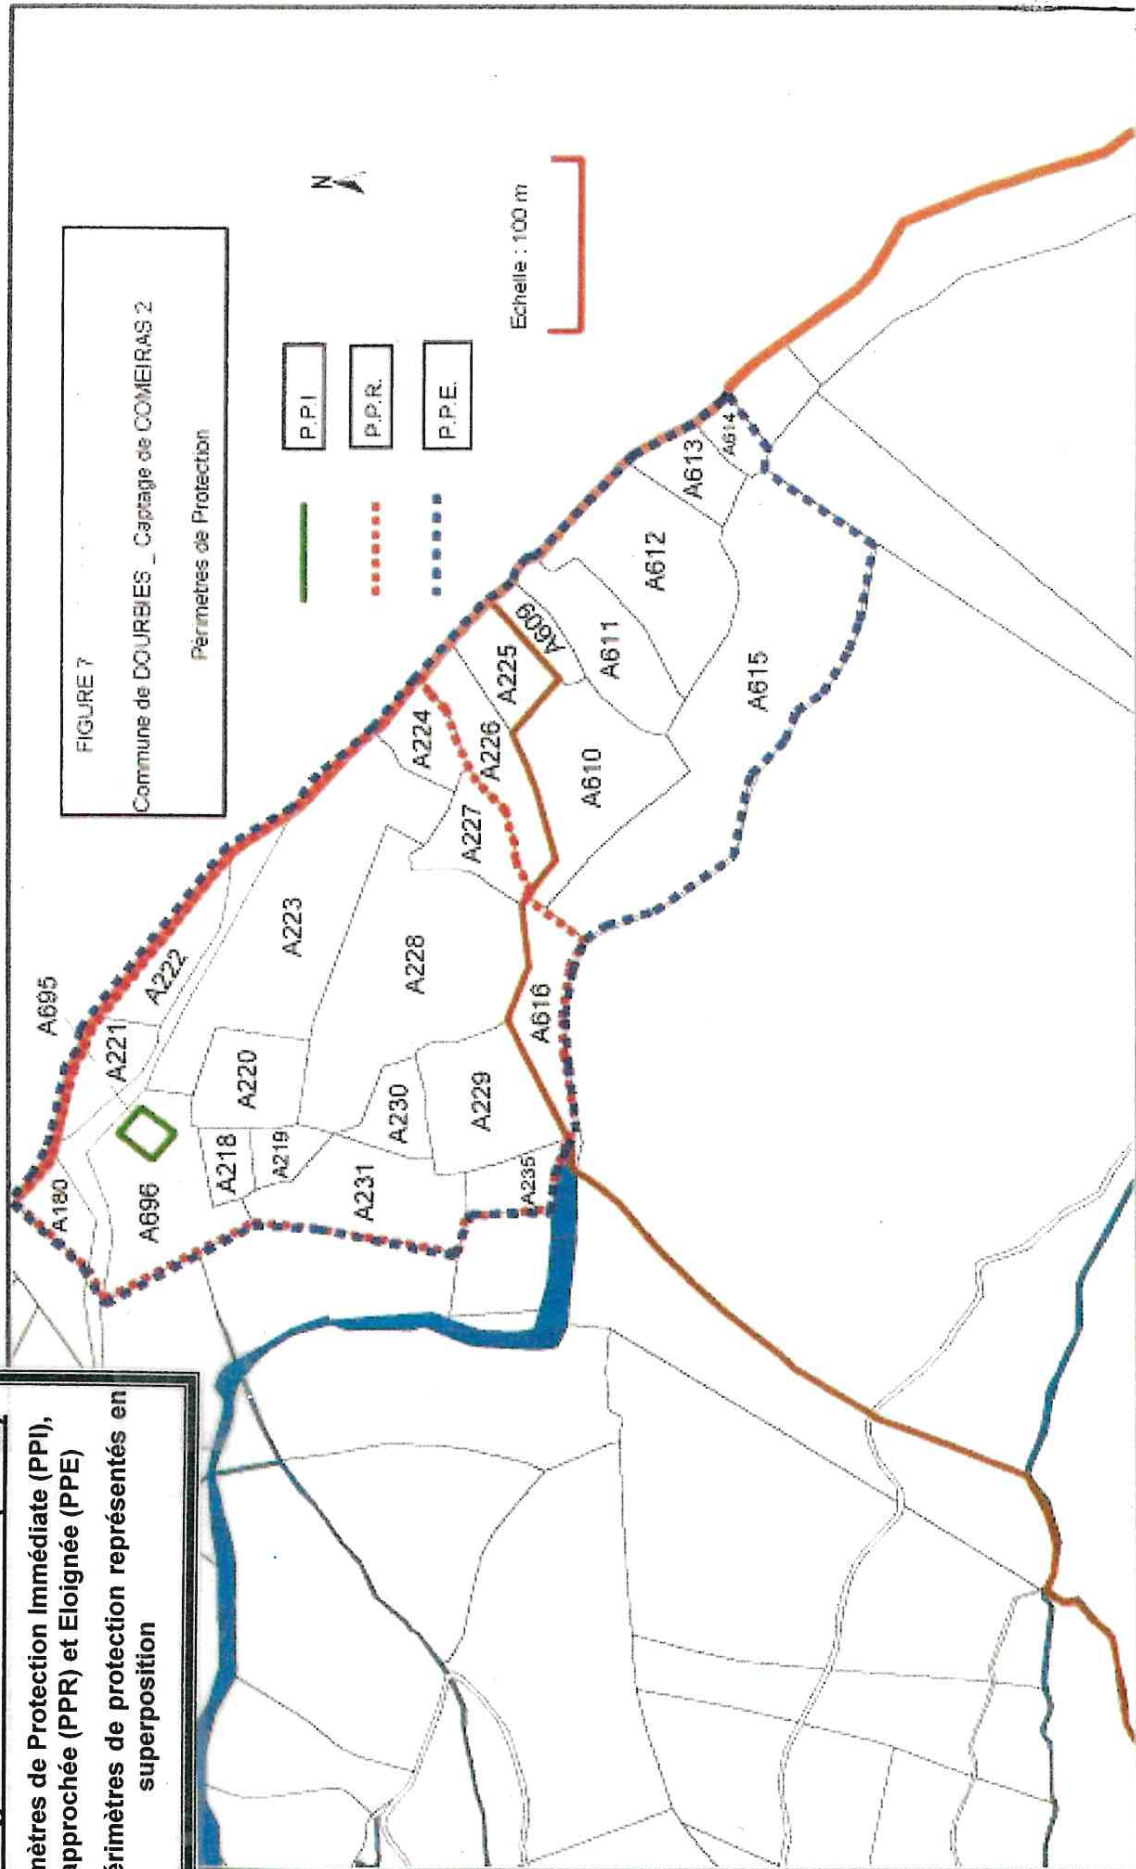 mètres de Protection Immédiate (PPI),
approchée (PPR) et Eloignée (PPE)
érimètres de protection représentés en
superposition
FIGURE 7
Commune de DOURBIES _ Captage de COMEIRAS 2
Périmetres de Protection
P.P.I.
P.P.R.
P.P.E.
N
Echelle : 100 m
A695
A180
A221
A222
A696
A218
A220
A219
A223
A231
A230
A228
A224
A229
A227
A226
A225
A609
A235
A616
A610
A611
A612
A613
A614
A615